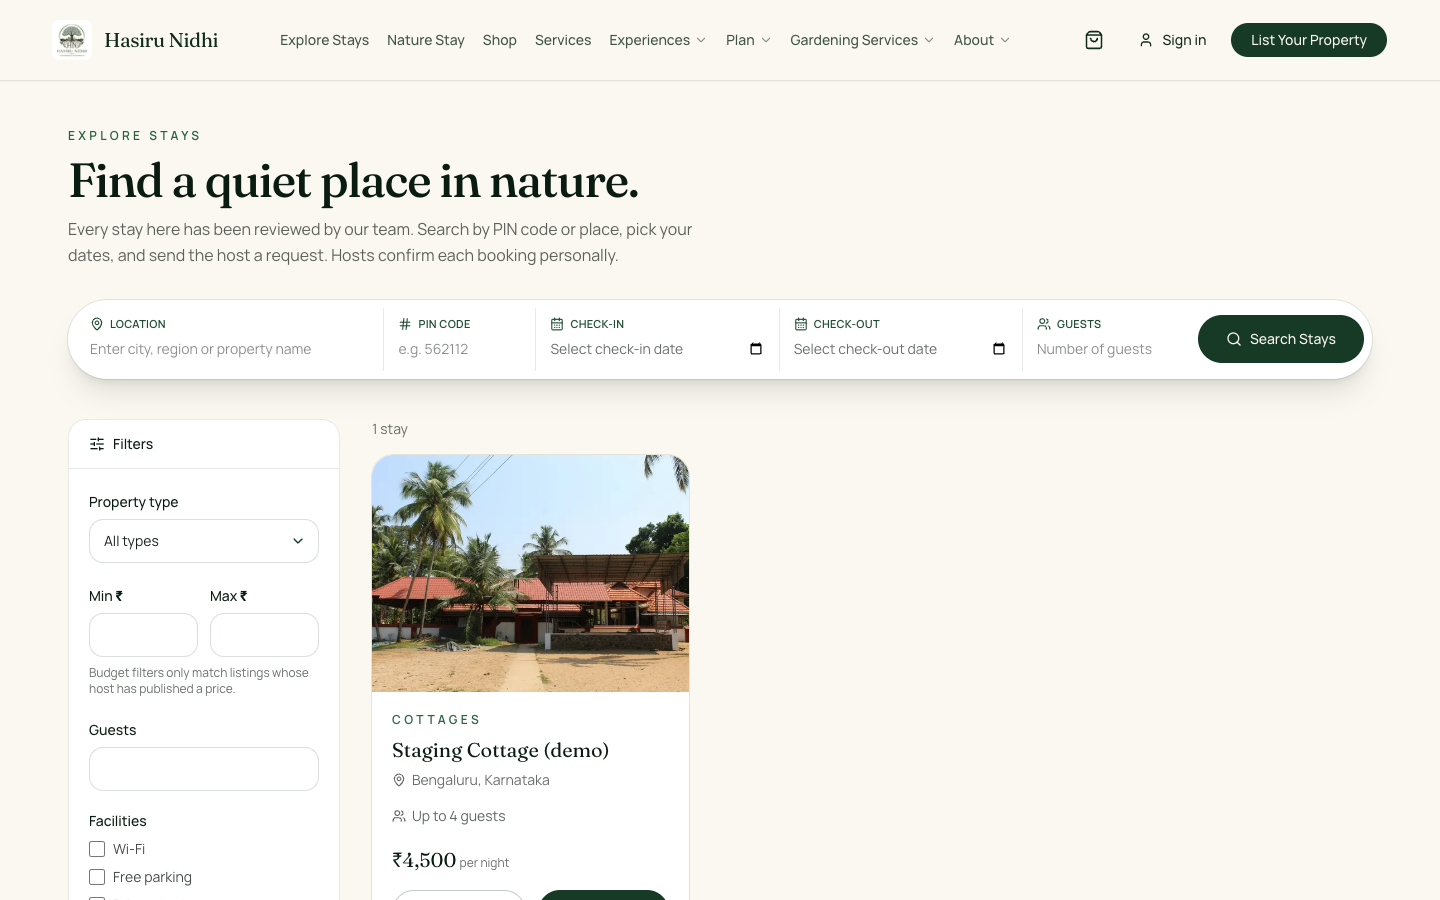 Hasiru Nidhi
Explore Stays
Nature Stay
Shop
Services
Experiences
Plan
Gardening Services
About
Sign in
List Your Property
EXPLORE STAYS
Find a quiet place in nature.
Every stay here has been reviewed by our team. Search by PIN code or place, pick your
dates, and send the host a request. Hosts confirm each booking personally.
LOCATION
Enter city, region or property name
PIN CODE
e.g. 562112
CHECK-IN
Select check-in date
CHECK-OUT
Select check-out date
GUESTS
Number of guests
Search Stays
Filters
Property type
All types
Min ₹
Max ₹
Budget filters only match listings whose
host has published a price.
Guests
Facilities
Wi-Fi
Free parking
1 stay
COTTAGES
Staging Cottage (demo)
Bengaluru, Karnataka
Up to 4 guests
₹4,500 per night